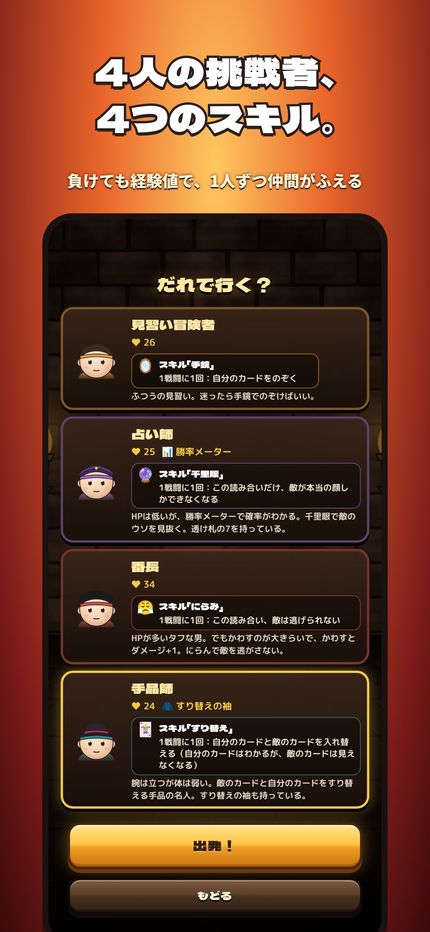 4人の挑戦者、
4つのスキル。
負けても経験値で、1人ずつ仲間がふえる
だれで行く？
見習い冒険者
♥ 26
スキル「手鏡」
1戦闘に1回：自分のカードをのぞく
ふつうの見習い。迷ったら手鏡でのぞけばいい。
占い師
♥ 25 📊 勝率メーター
スキル「千里眼」
1戦闘に1回：この読み合いだけ、敵が本当の顔し
かできなくなる
HPは低いが、勝率メーターで確率がわかる。千里眼で敵の
ウソを見抜く。透け札の7を持っている。
番長
♥ 34
スキル「にらみ」
1戦闘に1回：この読み合い、敵は逃げられない
HPが多いタフな男。でもかわすのが大きらいで、かわすと
ダメージ+1。にらんで敵を逃がさない。
手品師
♥ 24 すり替えの袖
スキル「すり替え」
1戦闘に1回：自分のカードと敵のカードを入れ替
える（自分のカードはわかるが、敵のカードは見え
なくなる）
腕は立つが体は弱い。敵のカードと自分のカードをすり替
える手品の名人。すり替えの袖も持っている。
出発！
もどる